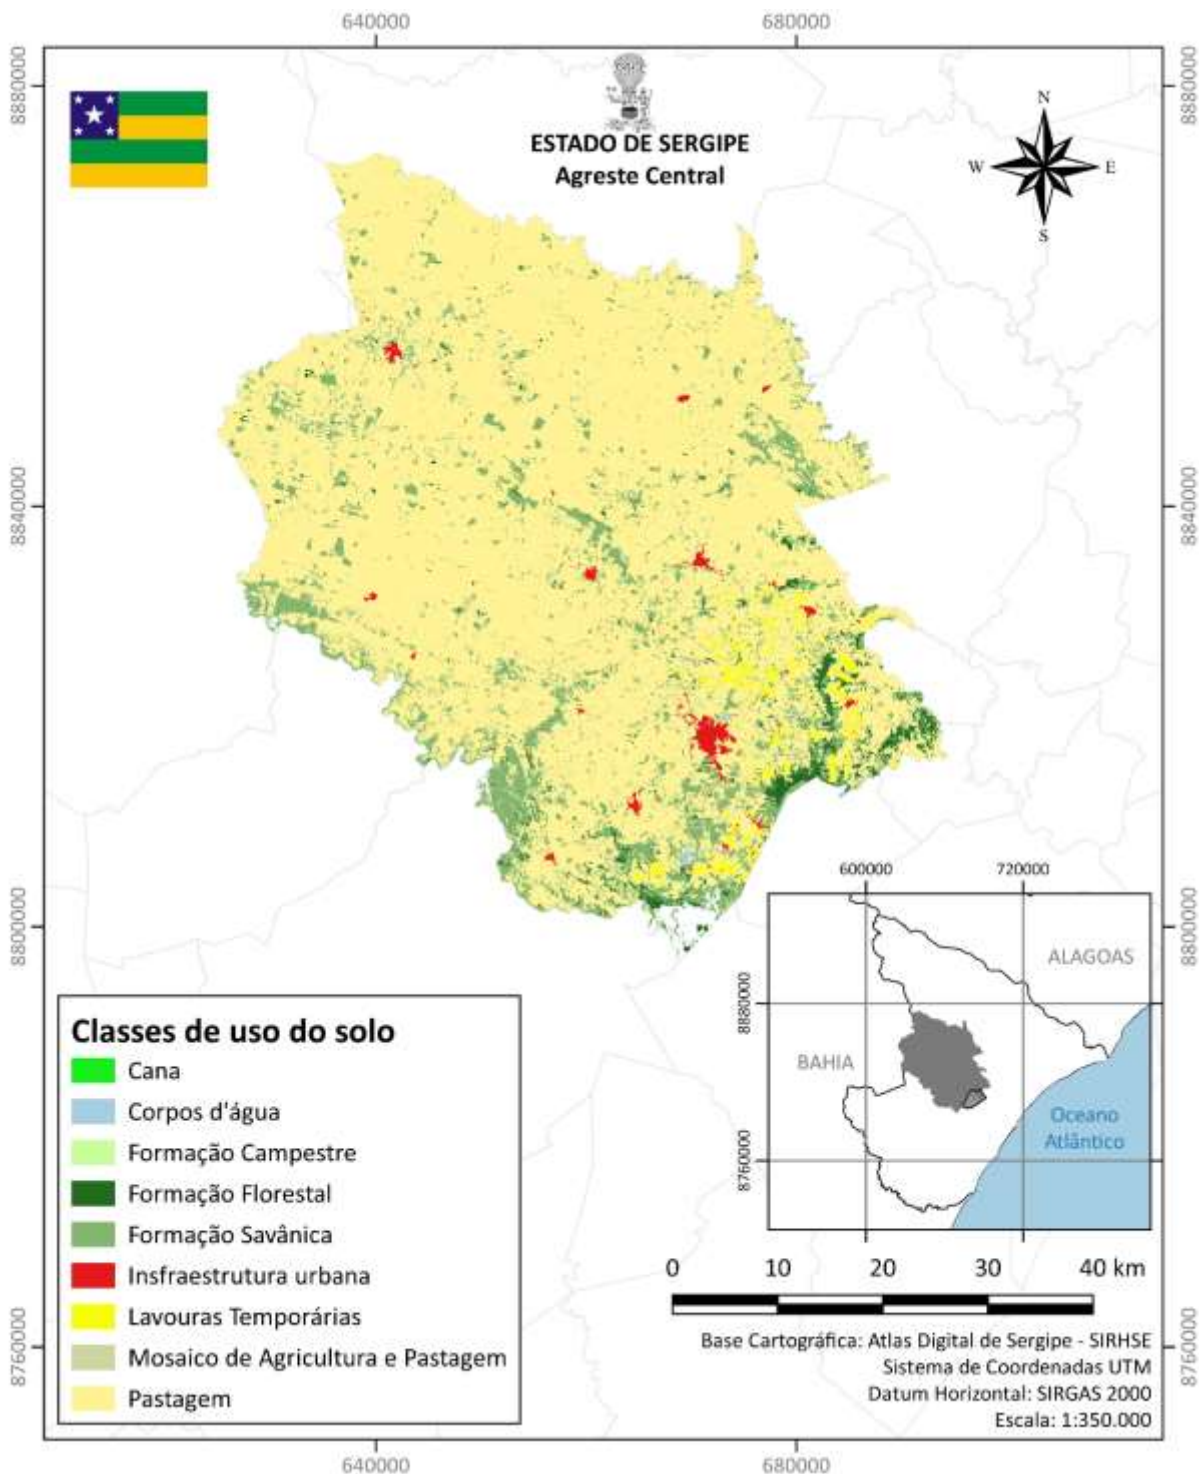 640000
680000
8880000
8880000
ESTADO DE SERGIPE
Agreste Central
N
W
E
S
8840000
8840000
8800000
8800000
600000
720000
ALAGOAS
8880000
BAHIA
Oceano
Atlântico
8760000
Classes de uso do solo
Cana
Corpos d'água
Formação Campestre
Formação Florestal
Formação Savânica
Insfraestrutura urbana
Lavouras Temporárias
Mosaico de Agricultura e Pastagem
Pastagem
0 10 20 30 40 km
Base Cartográfica: Atlas Digital de Sergipe - SIRHSE
Sistema de Coordenadas UTM
Datum Horizontal: SIRGAS 2000
Escala: 1:350.000
8760000
8760000
640000
680000